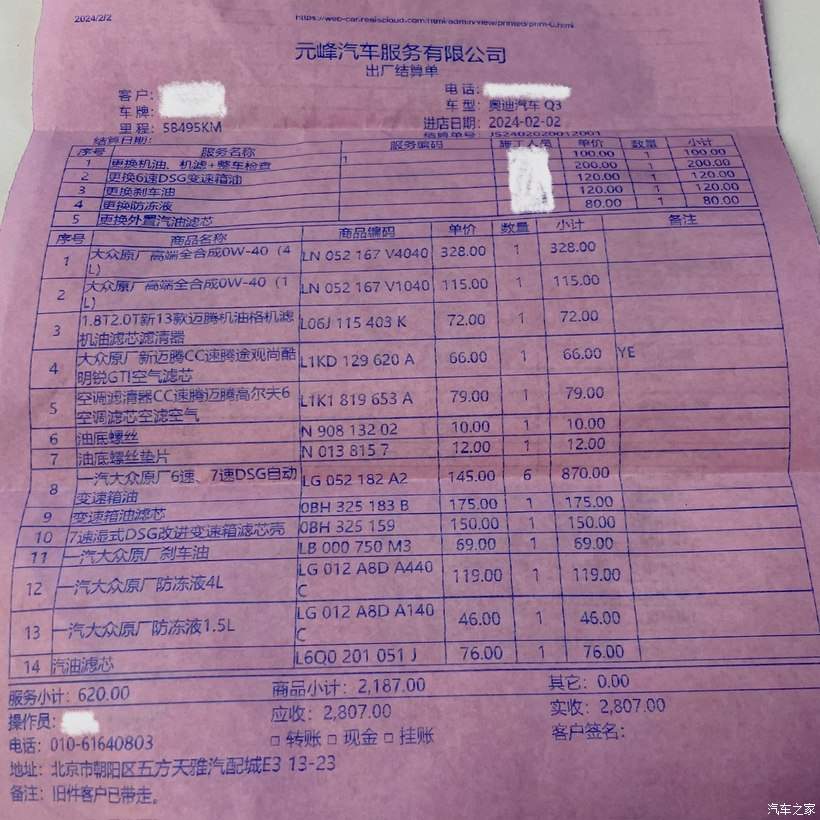 2024/2/2
元峰汽车服务有限公司
出厂结算单
客户：
电话：
车牌：
车型：奥迪汽车 Q3
里程：58495KM
进店日期：2024-02-02
结算日期：
结算单号：JS2402020012001
序号 服务名称 服务编码 施工人员 单价 数量 小计
1 更换机油、机滤+整车检查 1 100.00 1 100.00
2 更换6速DSG变速箱油 200.00 1 200.00
3 更换刹车油 120.00 1 120.00
4 更换防冻液 120.00 1 120.00
5 更换外置汽油滤芯 80.00 1 80.00
序号 商品名称 商品编码 单价 数量 小计 备注
1 大众原厂高端全合成0W-40（4L） LN 052 167 V4040 328.00 1 328.00
2 大众原厂高端全合成0W-40（1L） LN 052 167 V1040 115.00 1 115.00
3 1.8T2.0T新13款迈腾机油格机滤
机油滤芯滤清器 L06J 115 403 K 72.00 1 72.00
4 大众原厂新迈腾CC速腾途观尚酷
明锐GTI空气滤芯 L1KD 129 620 A 66.00 1 66.00 YE
5 空调滤清器CC速腾迈腾高尔夫6
空调滤芯空滤空气 L1K1 819 653 A 79.00 1 79.00
6 油底螺丝 N 908 132 02 10.00 1 10.00
7 油底螺丝垫片 N 013 815 7 12.00 1 12.00
8 一汽大众原厂6速、7速DSG自动
变速箱油 LG 052 182 A2 145.00 6 870.00
9 变速箱油滤芯 0BH 325 183 B 175.00 1 175.00
10 7速湿式DSG改进变速箱滤芯壳 0BH 325 159 150.00 1 150.00
11 一汽大众原厂刹车油 LB 000 750 M3 69.00 1 69.00
12 一汽大众原厂防冻液4L LG 012 A8D A440
C 119.00 1 119.00
13 一汽大众原厂防冻液1.5L LG 012 A8D A140
C 46.00 1 46.00
14 汽油滤芯 L6Q0 201 051 J 76.00 1 76.00
服务小计：620.00 商品小计：2,187.00 其它：0.00
操作员： 应收：2,807.00 实收：2,807.00
电话：010-61640803 □ 转账 □ 现金 □ 挂账 客户签名：
地址：北京市朝阳区五方天雅汽配城E3 13-23
备注：旧件客户已带走。
汽车之家